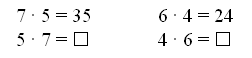 7 · 5 = 35 6 · 4 = 24
5 · 7 = □ 4 · 6 = □